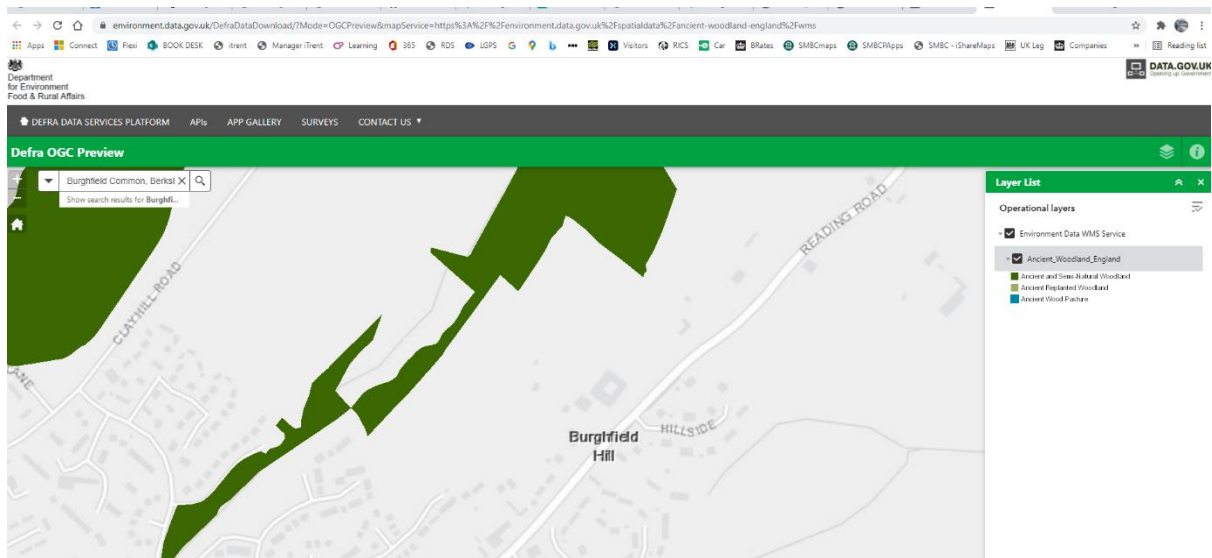 environment.data.gov.uk/DefraDataDownload/?Mode=OGCPreview&mapService=https%3A%2F%2Fenvironment.data.gov.uk%2Fspatialdata%2Fancient-woodland-england%2Fwms
Apps Connect Flexi BOOK DESK itrent Manager iTrent Learning 365 RDS LGPS Visitors RICS Car BRates SMBCmaps SMBCPApps SMBC - iShareMaps UK Leg Companies » Reading list
Department
for Environment
Food & Rural Affairs
DATA.GOV.UK
Opening up Government
DEFRA DATA SERVICES PLATFORM APIs APP GALLERY SURVEYS CONTACT US
Defra OGC Preview
Burghfield Common, Berksl
Show search results for Burghfi...
Layer List
Operational layers
Environment Data WMS Service
Ancient_Woodland_England
Ancient and Semi-Natural Woodland
Ancient Replanted Woodland
Ancient Wood Pasture
READING ROAD
CLAYHILL ROAD
LANE
Burghfield
Hill
HILLSIDE